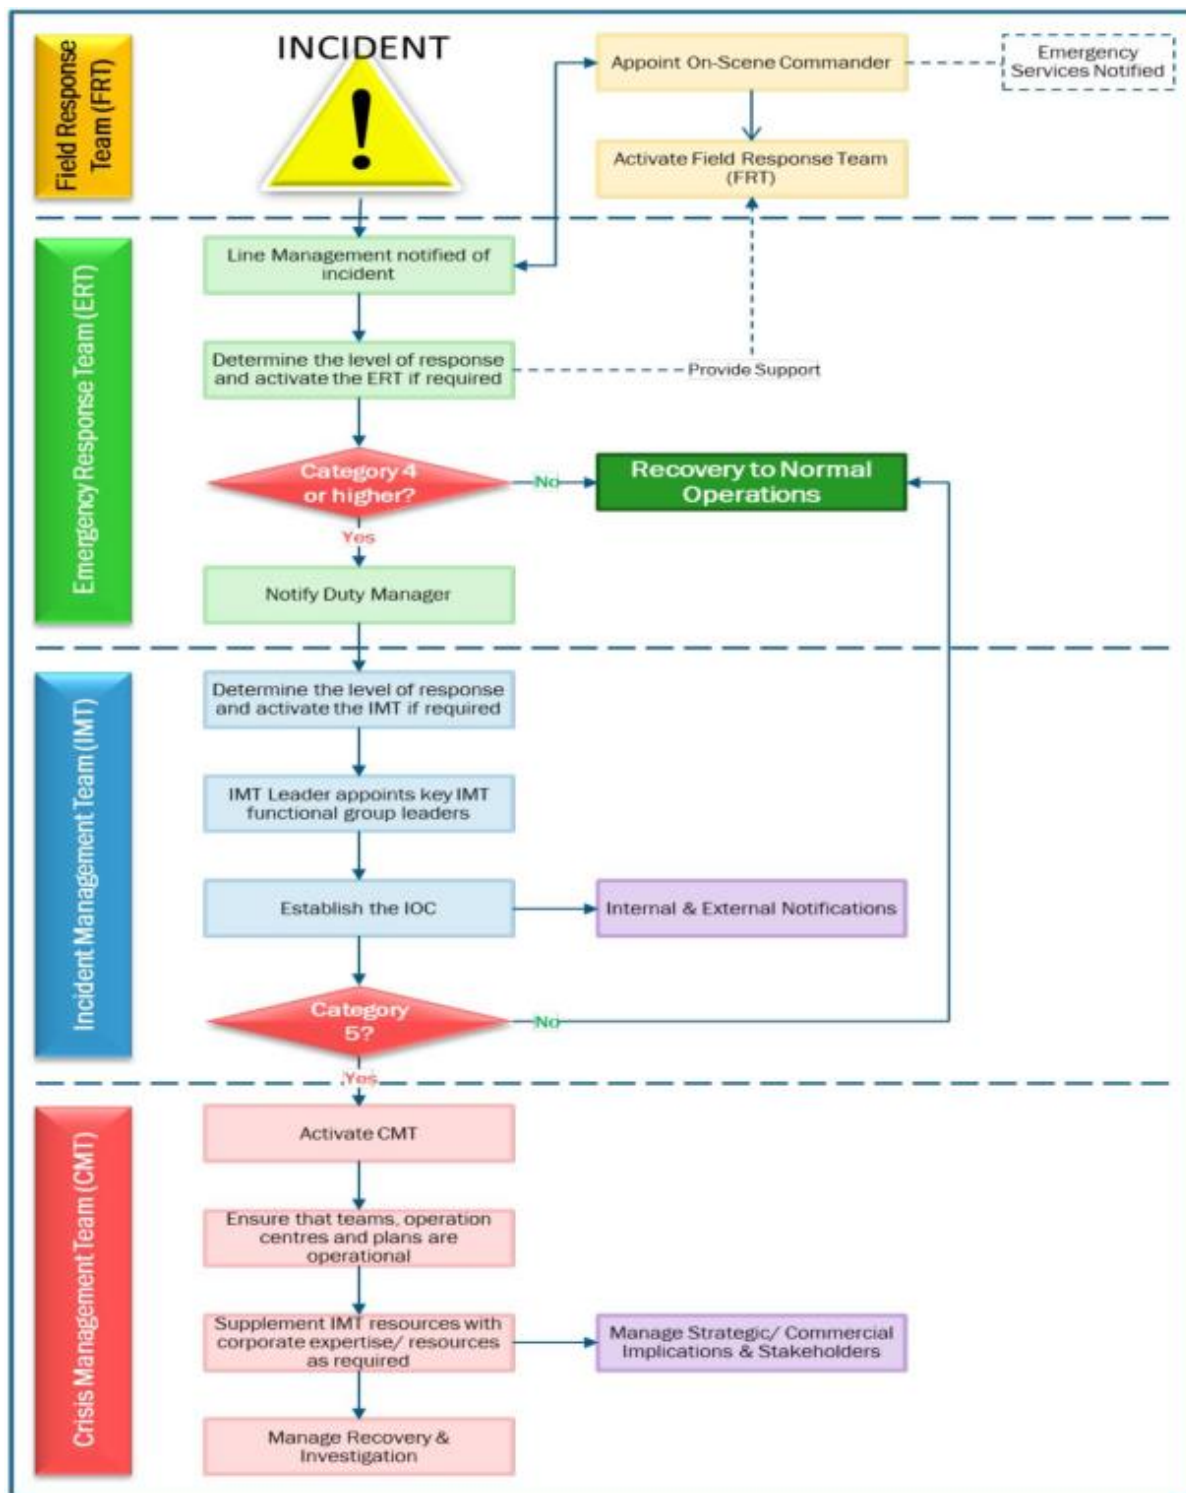 Field Response
Team (FRT)
INCIDENT
!
Appoint On-Scene Commander
Emergency
Services Notified
Activate Field Response Team
(FRT)
Emergency Response Team (ERT)
Line Management notified of
incident
Determine the level of response
and activate the ERT if required
Provide Support
Category 4
or higher?
No
Recovery to Normal
Operations
Yes
Notify Duty Manager
Incident Management Team (IMT)
Determine the level of response
and activate the IMT if required
IMT Leader appoints key IMT
functional group leaders
Establish the IOC
Internal & External Notifications
Category
5?
No
Yes
Crisis Management Team (CMT)
Activate CMT
Ensure that teams, operation
centres and plans are
operational
Supplement IMT resources with
corporate expertise/ resources
as required
Manage Strategic/ Commercial
Implications & Stakeholders
Manage Recovery &
Investigation